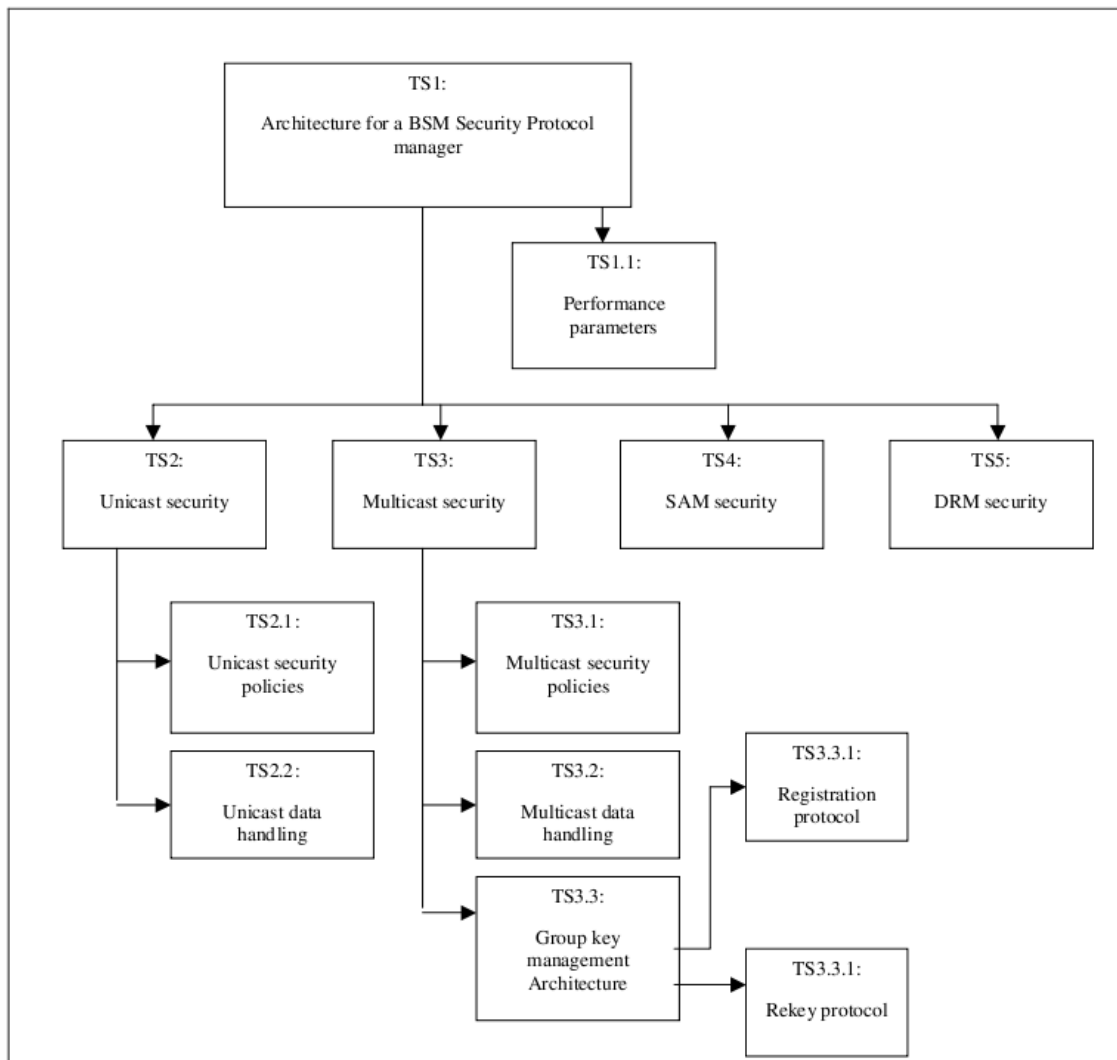 TS1:
Architecture for a BSM Security Protocol
manager
TS1.1:
Performance
parameters
TS2:
Unicast security
TS3:
Multicast security
TS4:
SAM security
TS5:
DRM security
TS2.1:
Unicast security
policies
TS3.1:
Multicast security
policies
TS2.2:
Unicast data
handling
TS3.2:
Multicast data
handling
TS3.3.1:
Registration
protocol
TS3.3:
Group key
management
Architecture
TS3.3.1:
Rekey protocol